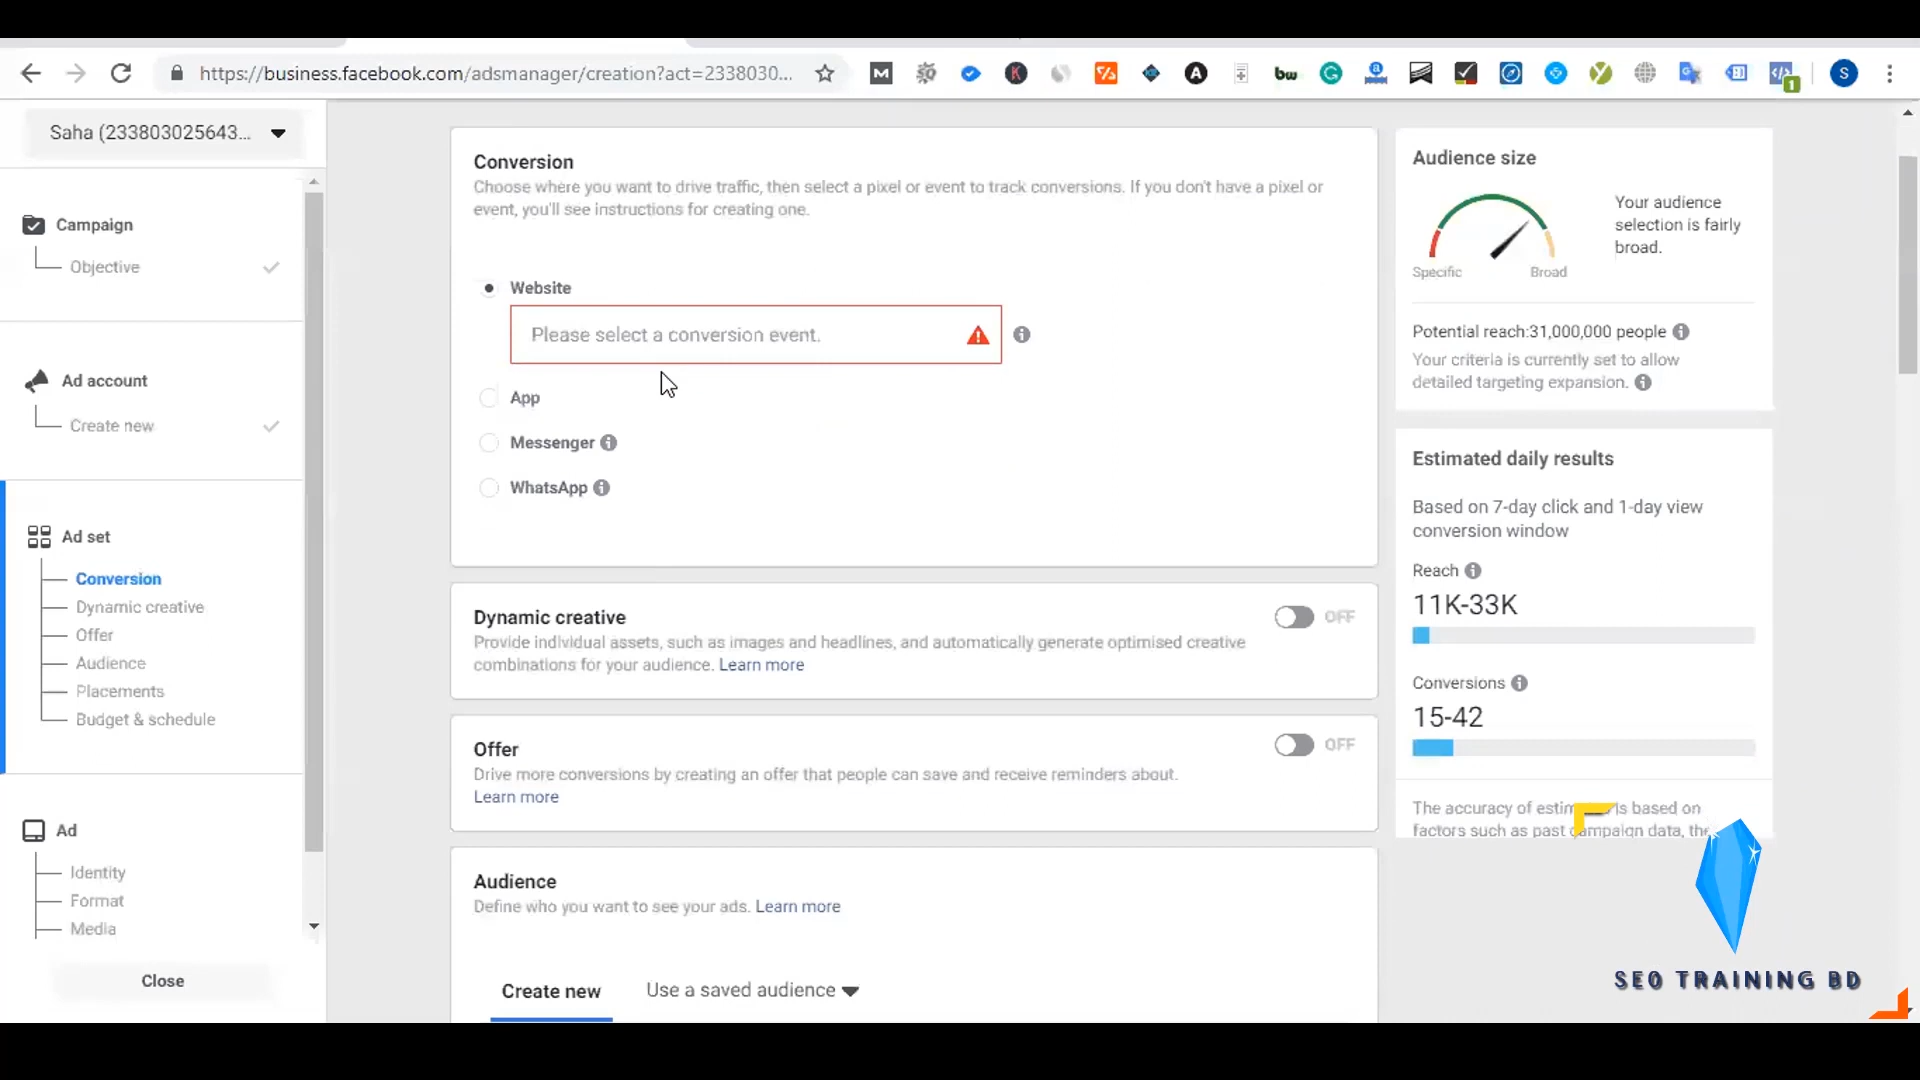 https://business.facebook.com/adsmanager/creation?act=2338030...
M
K
A
bw
G
a
y
1
S
Saha (233803025643...
Campaign
Objective
Ad account
Create new
Ad set
Conversion
Dynamic creative
Offer
Audience
Placements
Budget & schedule
Ad
Identity
Format
Media
Close
Conversion
Choose where you want to drive traffic, then select a pixel or event to track conversions. If you don't have a pixel or
event, you'll see instructions for creating one.
Website
Please select a conversion event.
App
Messenger
WhatsApp
Dynamic creative
OFF
Provide individual assets, such as images and headlines, and automatically generate optimised creative
combinations for your audience. Learn more
Offer
OFF
Drive more conversions by creating an offer that people can save and receive reminders about.
Learn more
Audience
Define who you want to see your ads. Learn more
Create new
Use a saved audience
Audience size
Your audience
selection is fairly
broad.
Specific
Broad
Potential reach:31,000,000 people
Your criteria is currently set to allow
detailed targeting expansion.
Estimated daily results
Based on 7-day click and 1-day view
conversion window
Reach
11K-33K
Conversions
15-42
The accuracy of is based on
factors such as past campaign data, the
SEO TRAINING BD